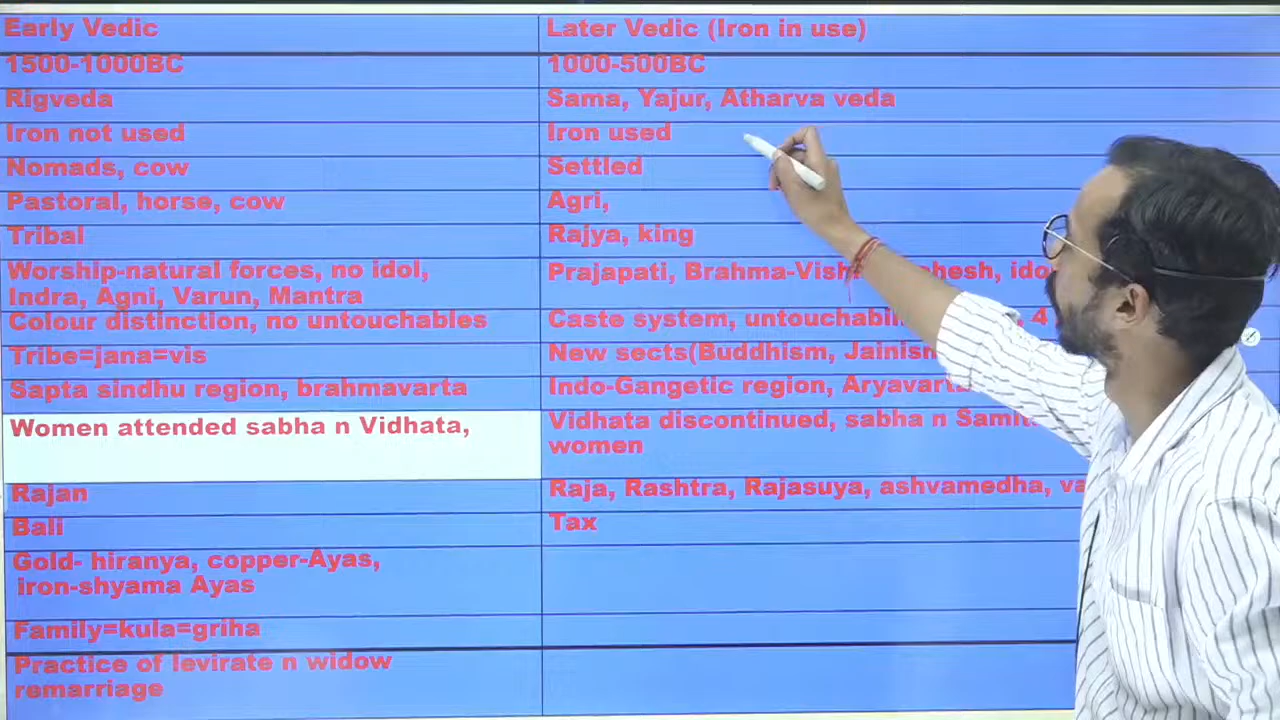 Early Vedic
Later Vedic (Iron in use)
1500-1000BC
1000-500BC
Rigveda
Sama, Yajur, Atharva veda
Iron not used
Iron used
Nomads, cow
Settled
Pastoral, horse, cow
Agri,
Tribal
Rajya, king
Worship-natural forces, no idol,
Indra, Agni, Varun, Mantra
Prajapati, Brahma-Vish
Colour distinction, no untouchables
Caste system, 4
Tribe=jana=vis
New sects(Buddhism,
Sapta sindhu region, brahmavarta
Indo-Gangetic region,
Women attended sabha n Vidhata,
Vidhata discontinued, sabha n
women
Rajan
Raja, Rashtra, Rajasuya, ashvamedha,
Bali
Tax
Gold- hiranya, copper-Ayas,
iron-shyama Ayas
Family=kula=griha
Practice of levirate n widow
remarriage